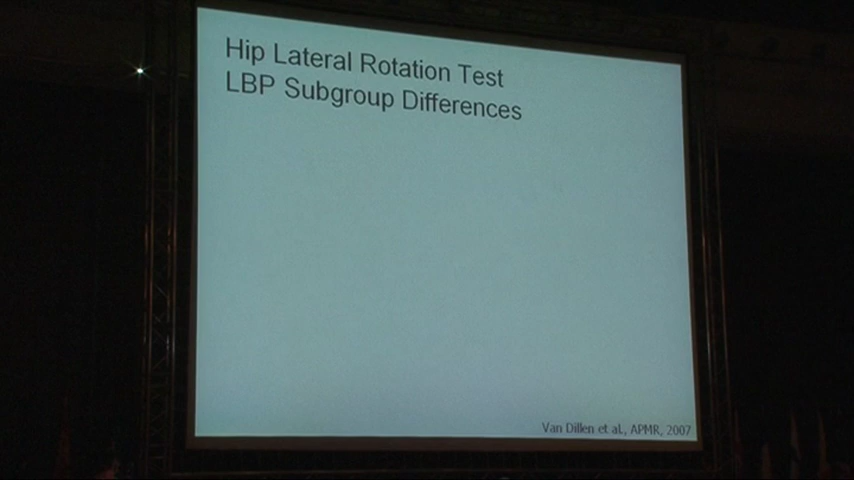 Hip Lateral Rotation Test
LBP Subgroup Differences
Van Dillen et al., APMR, 2007